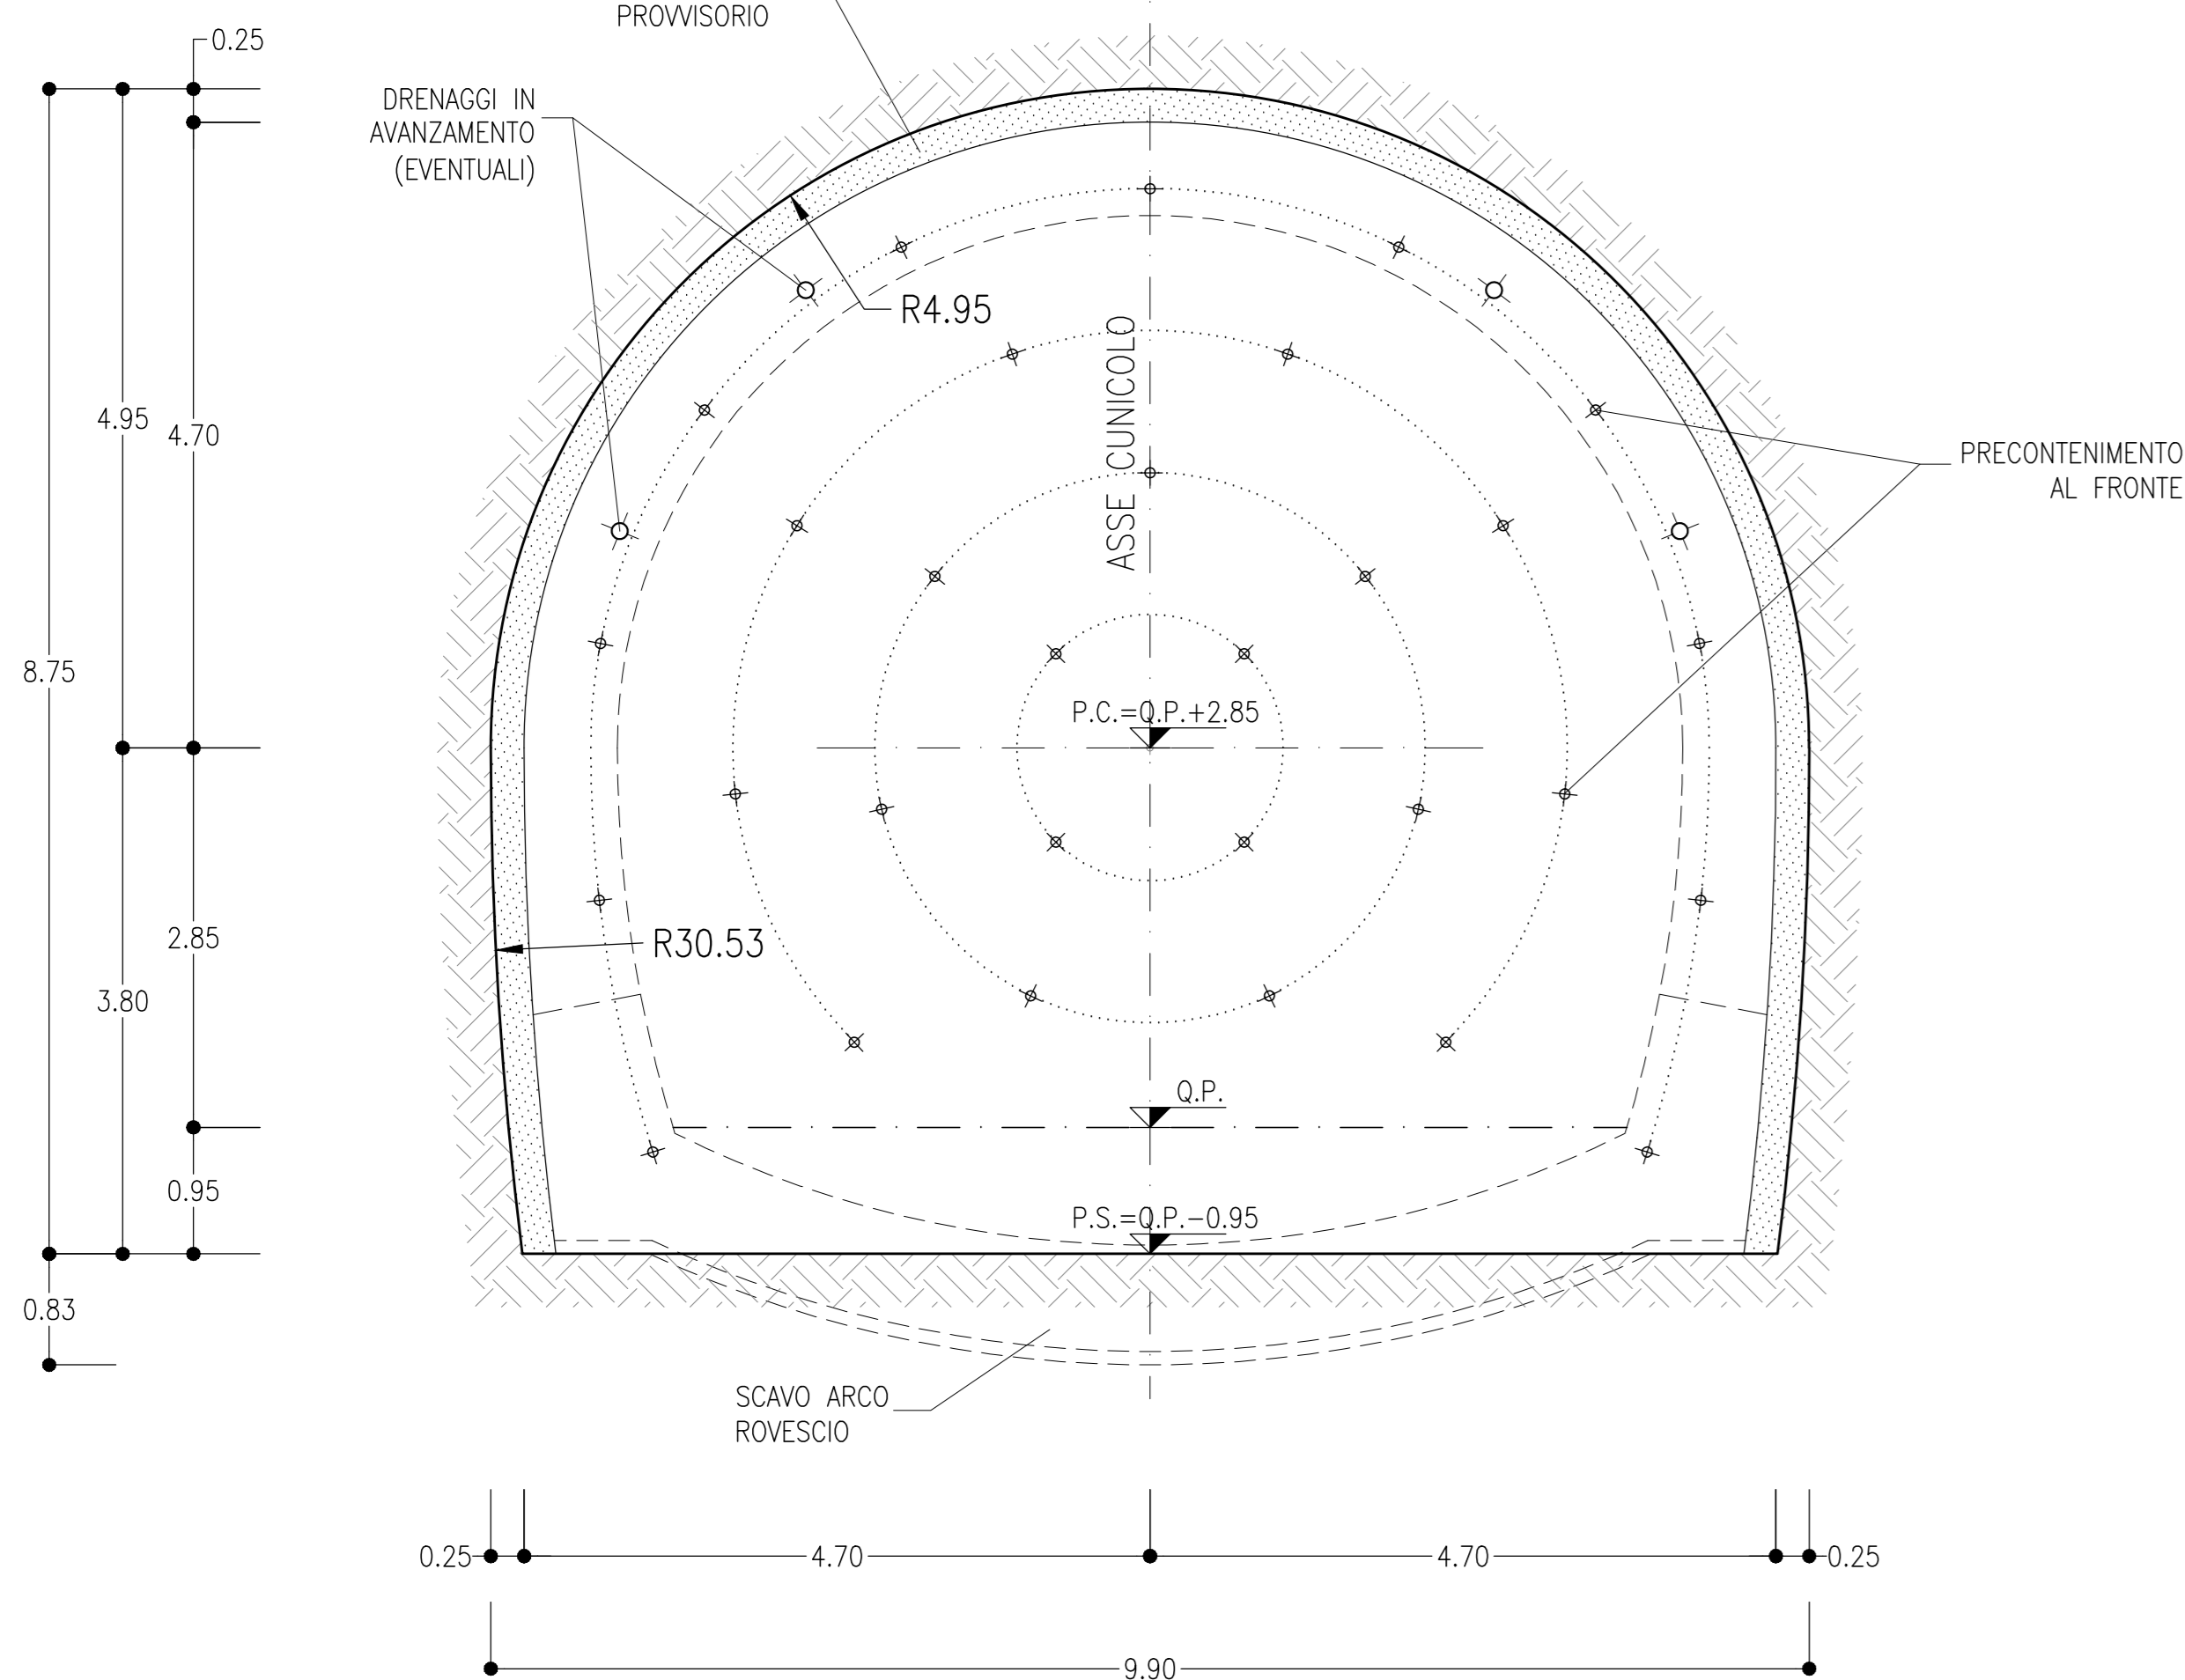 PROVVISORIO
0.25
DRENAGGI IN
AVANZAMENTO
(EVENTUALI)
R4.95
ASSE CUNICOLO
4.95
4.70
PRECONTENIMENTO
AL FRONTE
8.75
P.C.=Q.P.+2.85
2.85
R30.53
3.80
Q.P.
0.95
P.S.=Q.P.-0.95
0.83
SCAVO ARCO
ROVESCIO
0.25
4.70
4.70
0.25
9.90